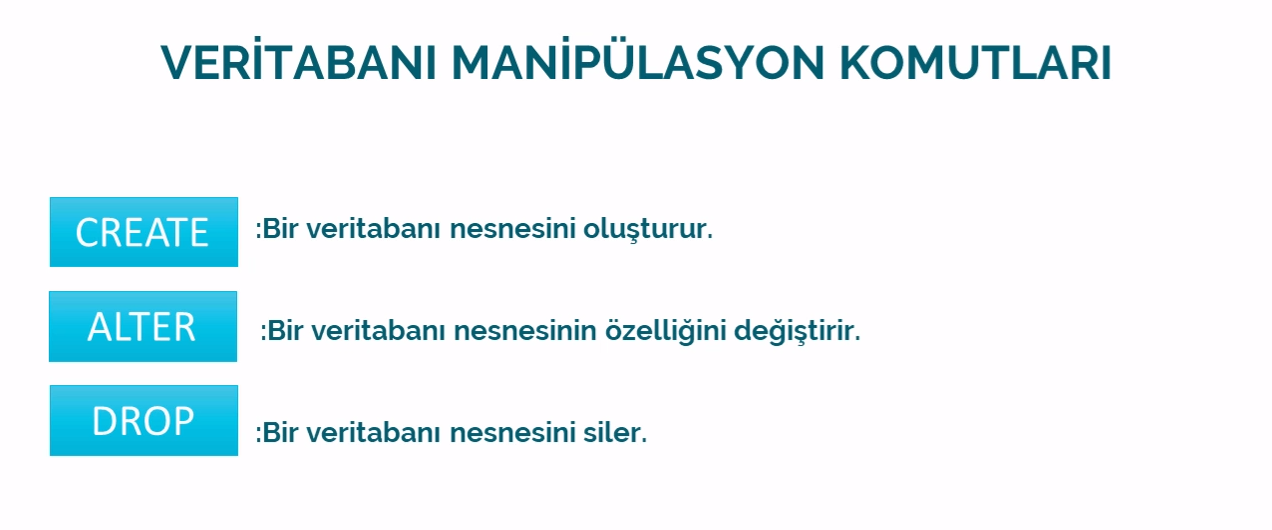 VERİTABANI MANİPÜLASYON KOMUTLARI
CREATE :Bir veritabanı nesnesini oluşturur.
ALTER :Bir veritabanı nesnesinin özelliğini değiştirir.
DROP :Bir veritabanı nesnesini siler.